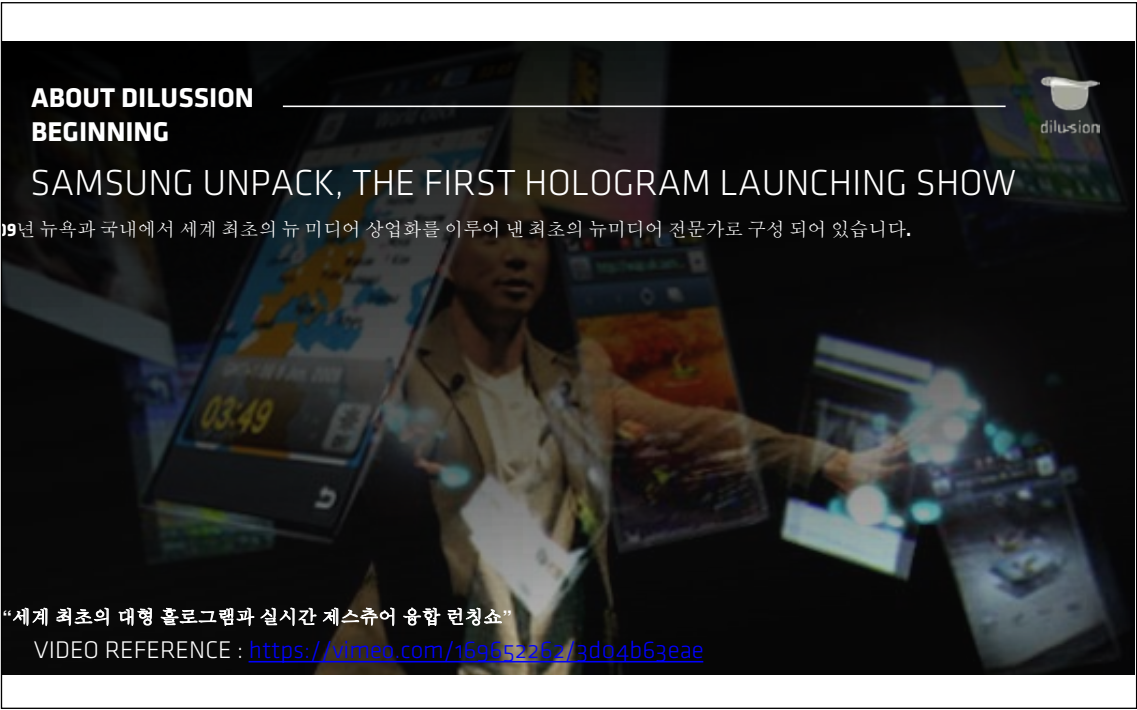 ABOUT DILUSSION
BEGINNING
dilusion
SAMSUNG UNPACK, THE FIRST HOLOGRAM LAUNCHING SHOW
09년 뉴욕과 국내에서 세계 최초의 뉴 미디어 상업화를 이루어 낸 최초의 뉴미디어 전문가로 구성 되어 있습니다.
World Clock
03:49
“세계 최초의 대형 홀로그램과 실시간 제스츄어 융합 런칭쇼”
VIDEO REFERENCE : https://vimeo.com/169652262/3d04b63eae